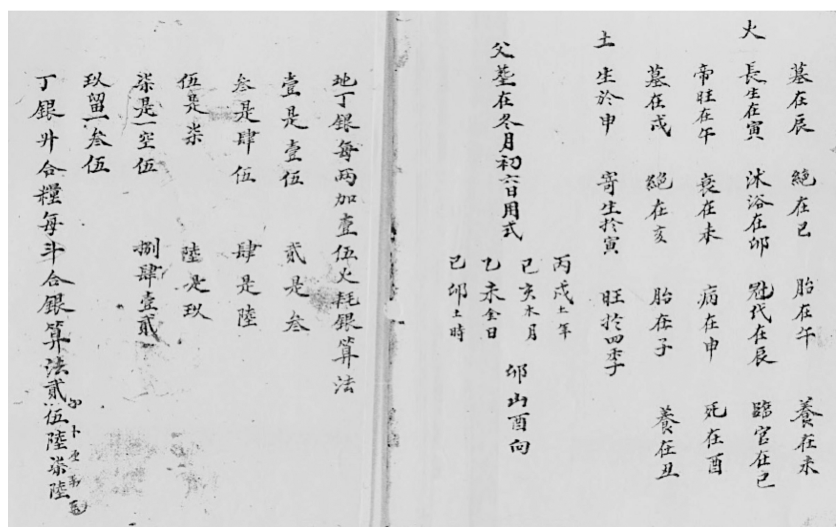 墓在辰 絕在巳 胎在午 養在未
火 長生在寅 沐浴在卯 冠代在辰 臨官在巳
帝旺在午 衰在未 病在申 死在酉
墓在戌 絕在亥 胎在子 養在丑
土 生於申 寄生於寅 旺於四季
父塋在冬月初六日用式
丙戌土年
己亥木月
乙未金日
己卯土時
卯山酉向
地丁銀每兩加壹伍火耗銀算法
壹是壹伍 貳是叁
叁是肆伍 肆是陸
伍是柒 陸是玖
柒是一空伍 捌肆壹貳
玖留一叁伍
丁銀升合糧每斗合銀算法貳伍陸柒陸